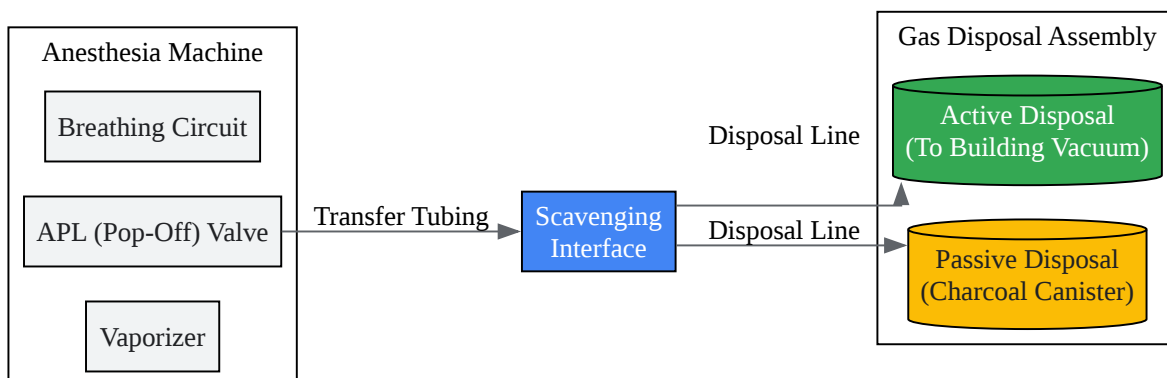 Anesthesia Machine
Breathing Circuit
APL (Pop-Off) Valve
Vaporizer
Transfer Tubing
Scavenging
Interface
Disposal Line
Disposal Line
Gas Disposal Assembly
Active Disposal
(To Building Vacuum)
Passive Disposal
(Charcoal Canister)